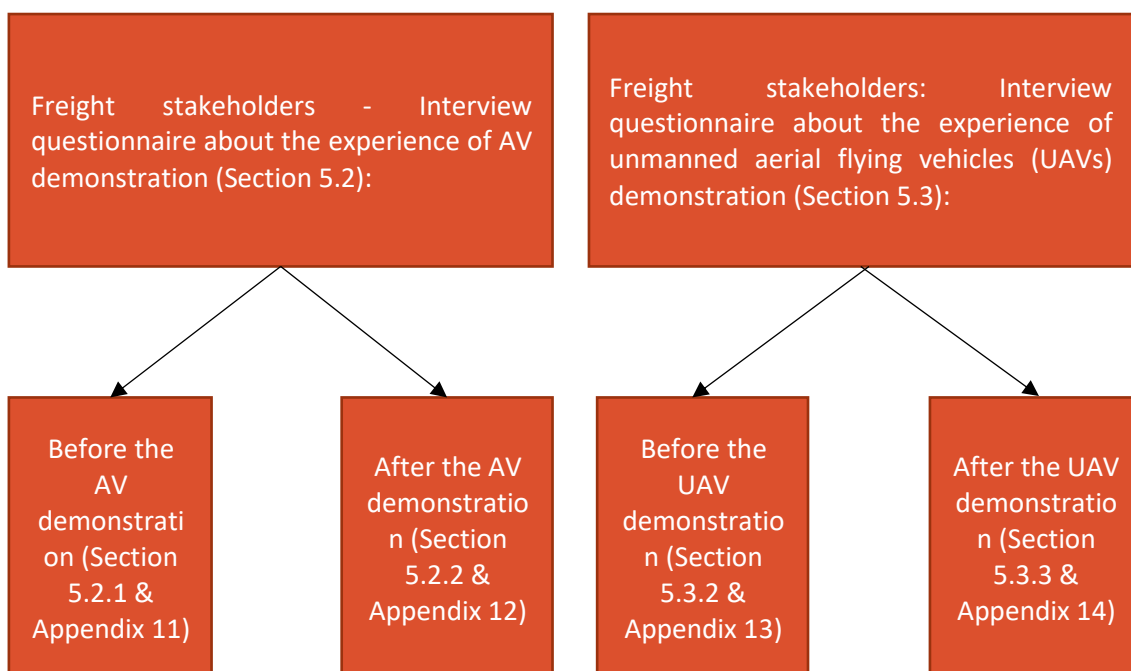 Freight stakeholders - Interview
questionnaire about the experience of AV
demonstration (Section 5.2):
Freight stakeholders: Interview
questionnaire about the experience of
unmanned aerial flying vehicles (UAVs)
demonstration (Section 5.3):
Before the
AV
demonstrati
on (Section
5.2.1 &
Appendix 11)
After the AV
demonstratio
n (Section
5.2.2 &
Appendix 12)
Before the
UAV
demonstratio
n (Section
5.3.2 &
Appendix 13)
After the UAV
demonstratio
n (Section
5.3.3 &
Appendix 14)